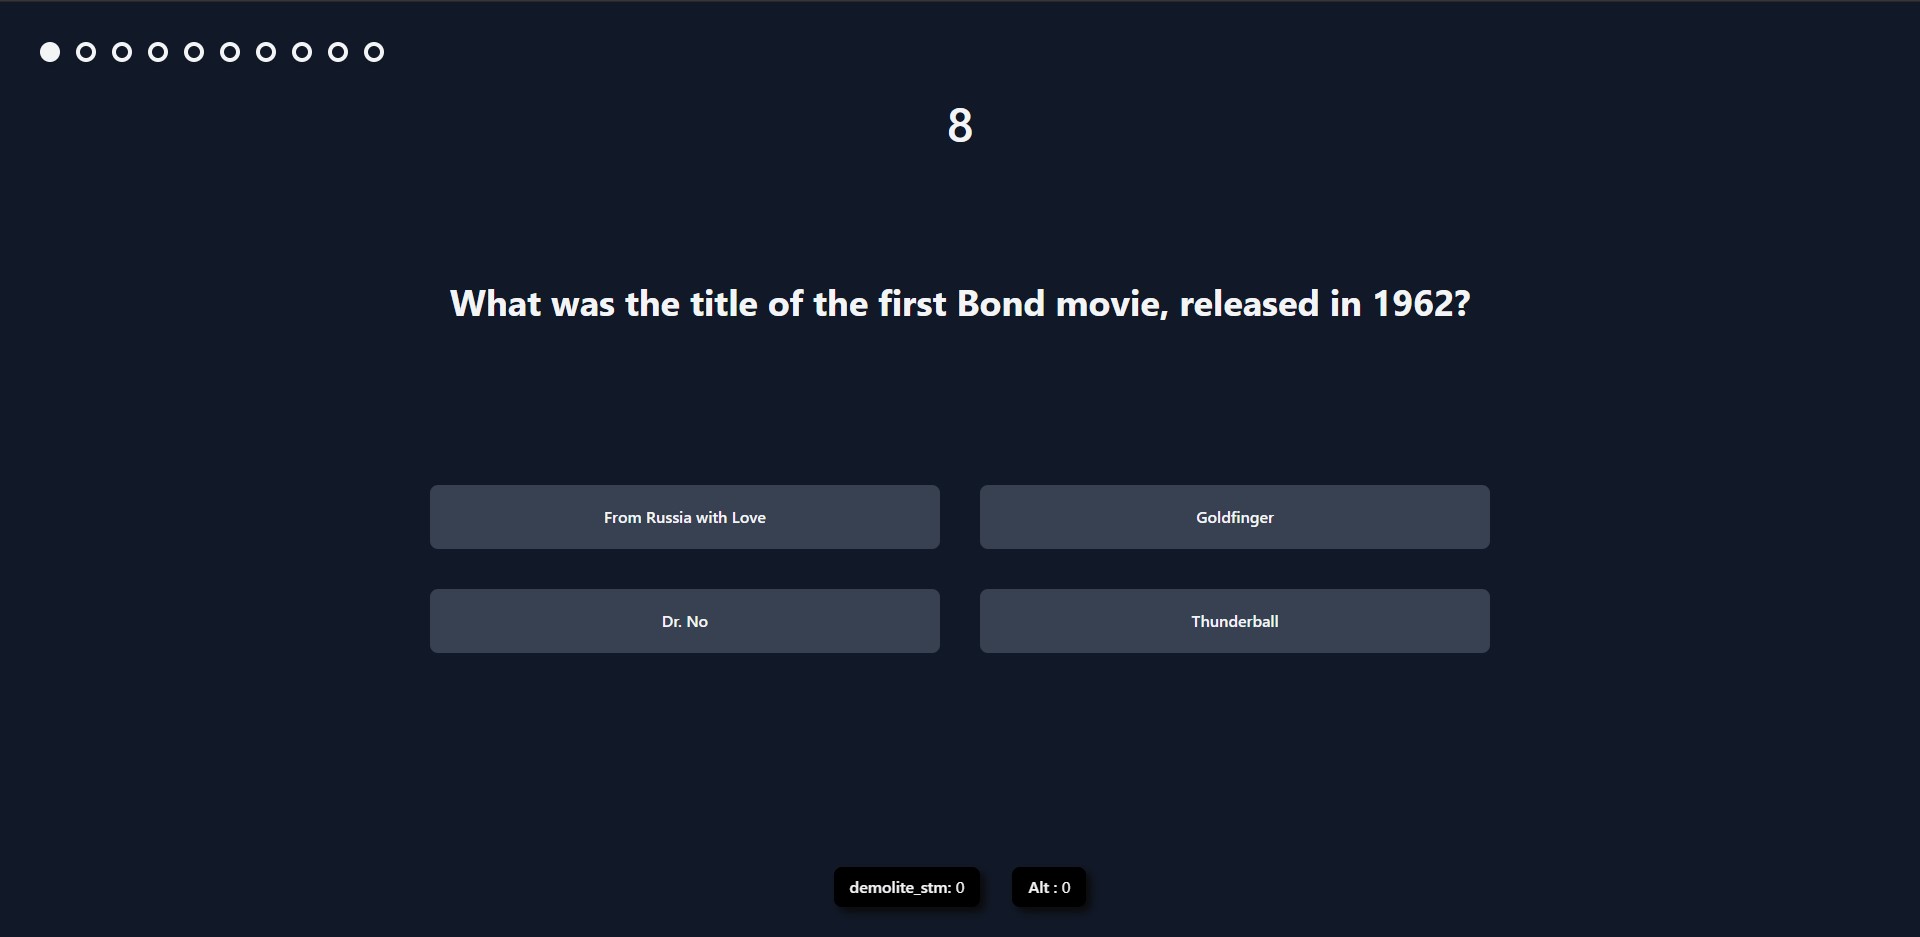 8
What was the title of the first Bond movie, released in 1962?
From Russia with Love
Goldfinger
Dr. No
Thunderball
demolite_stm: 0
Alt : 0